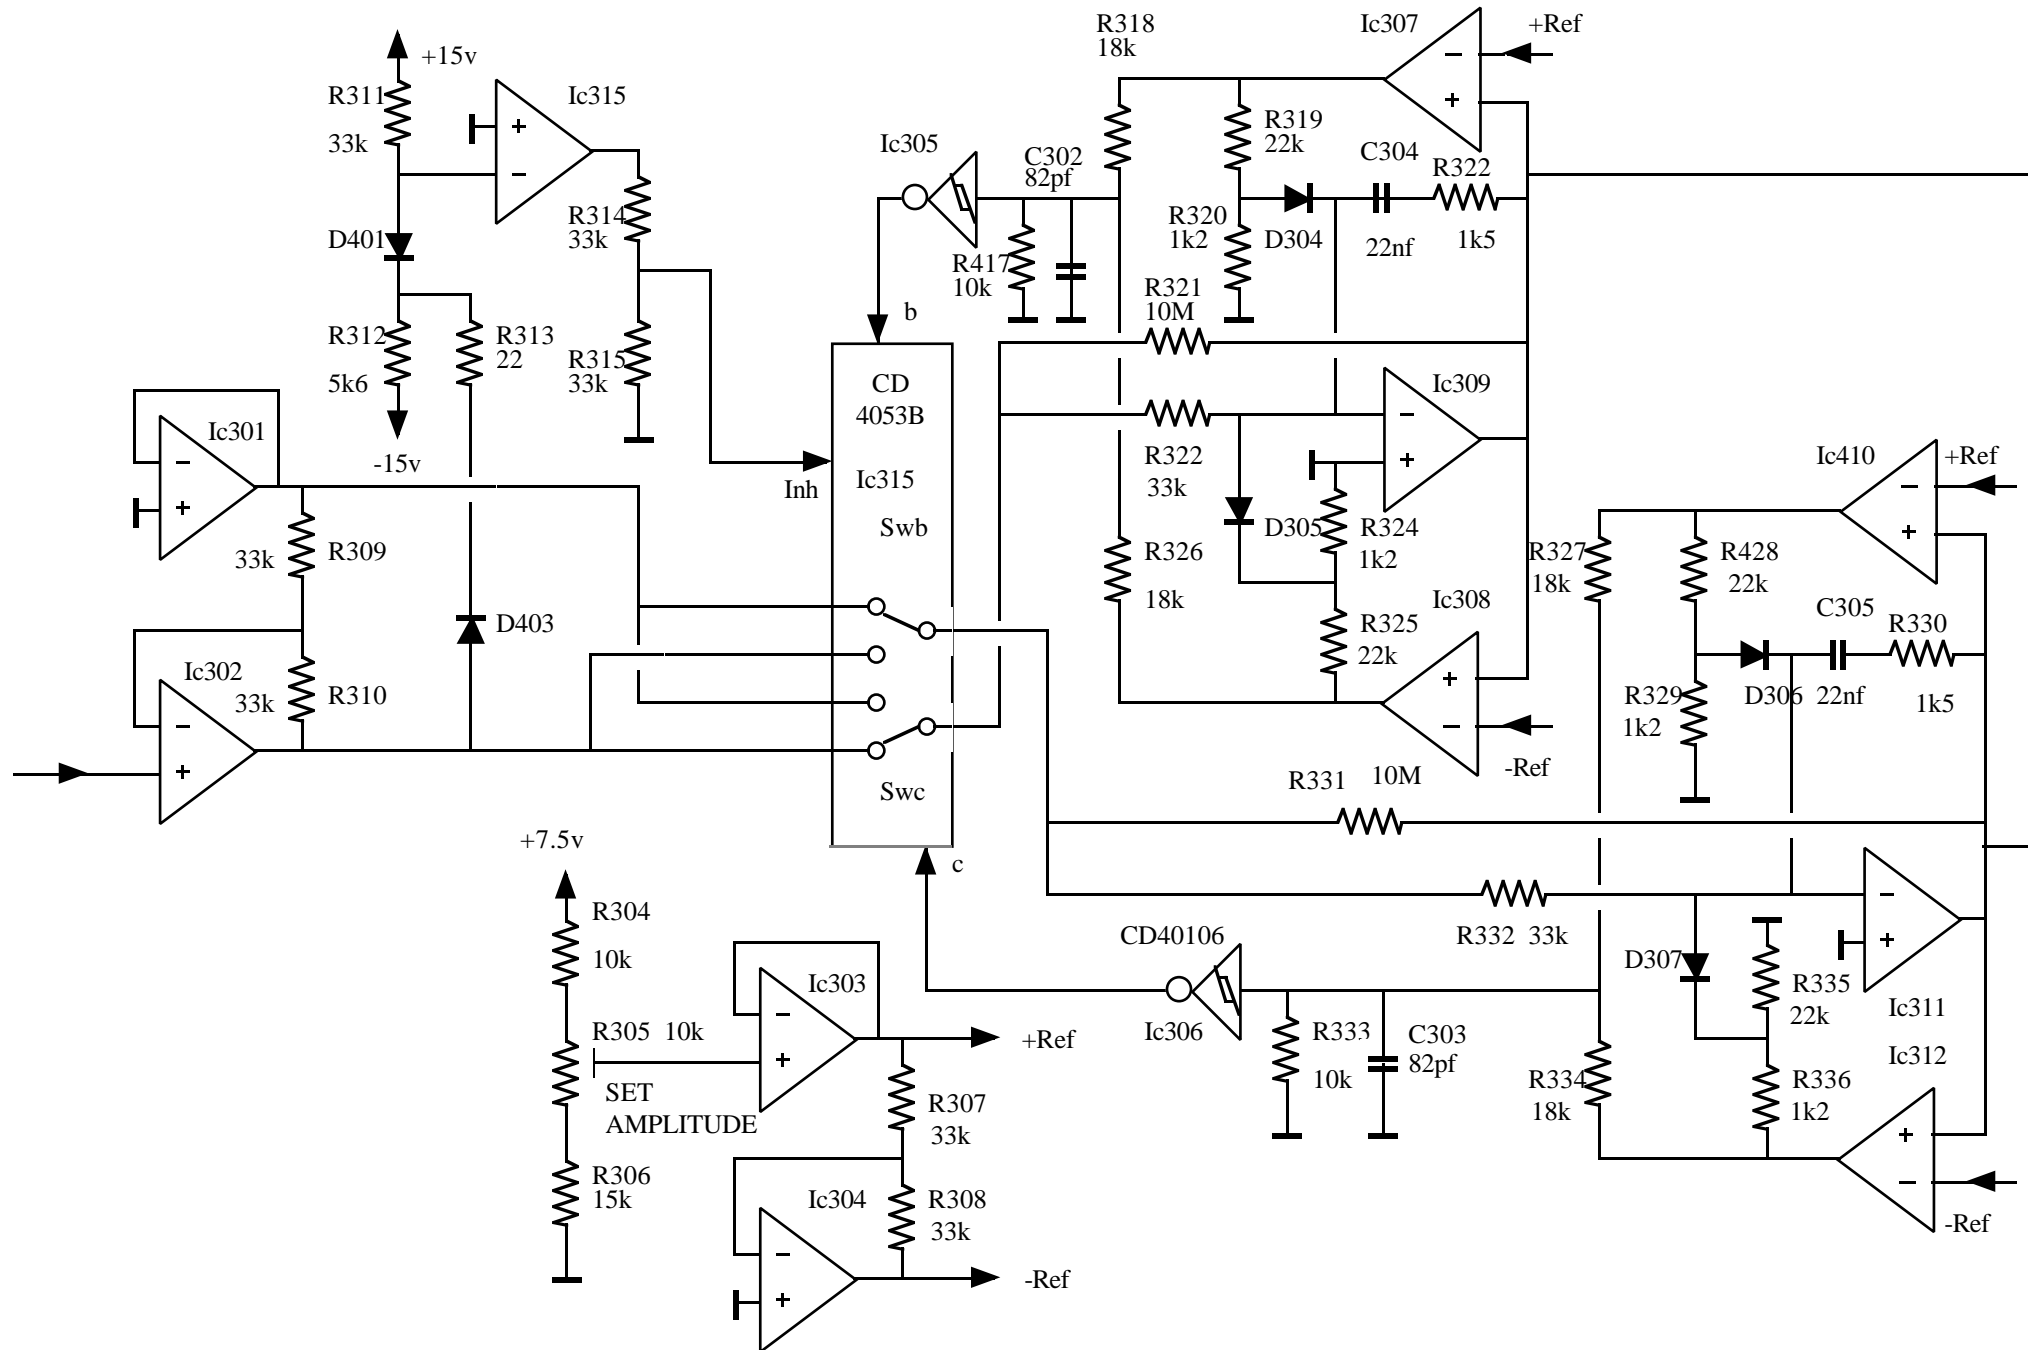 +15v
R311
33k
Ic315
+
−
D401
R312
5k6
-15v
R313
22
R314
33k
R315
33k
Ic301
−
+
33k
R309
D403
Ic302
33k
R310
−
+
Inh
b
CD
4053B
Ic315
Swb
Swc
c
Ic305
C302
82pf
R417
10k
R318
18k
R319
22k
R320
1k2
D304
C304
22nf
R322
1k5
Ic307
+Ref
−
+
R321
10M
R322
33k
D305
R324
1k2
R325
22k
R326
18k
Ic309
−
+
Ic308
+
−
-Ref
R327
18k
Ic410
+Ref
−
+
R428
22k
C305
22nf
R330
1k5
R329
1k2
D306
R331
10M
R332 33k
D307
R335
22k
R336
1k2
−
+
Ic311
Ic312
+
−
-Ref
R334
18k
CD40106
Ic306
R333
10k
C303
82pf
+7.5v
R304
10k
R305 10k
SET
AMPLITUDE
R306
15k
Ic303
−
+
+Ref
R307
33k
Ic304
R308
33k
−
+
-Ref